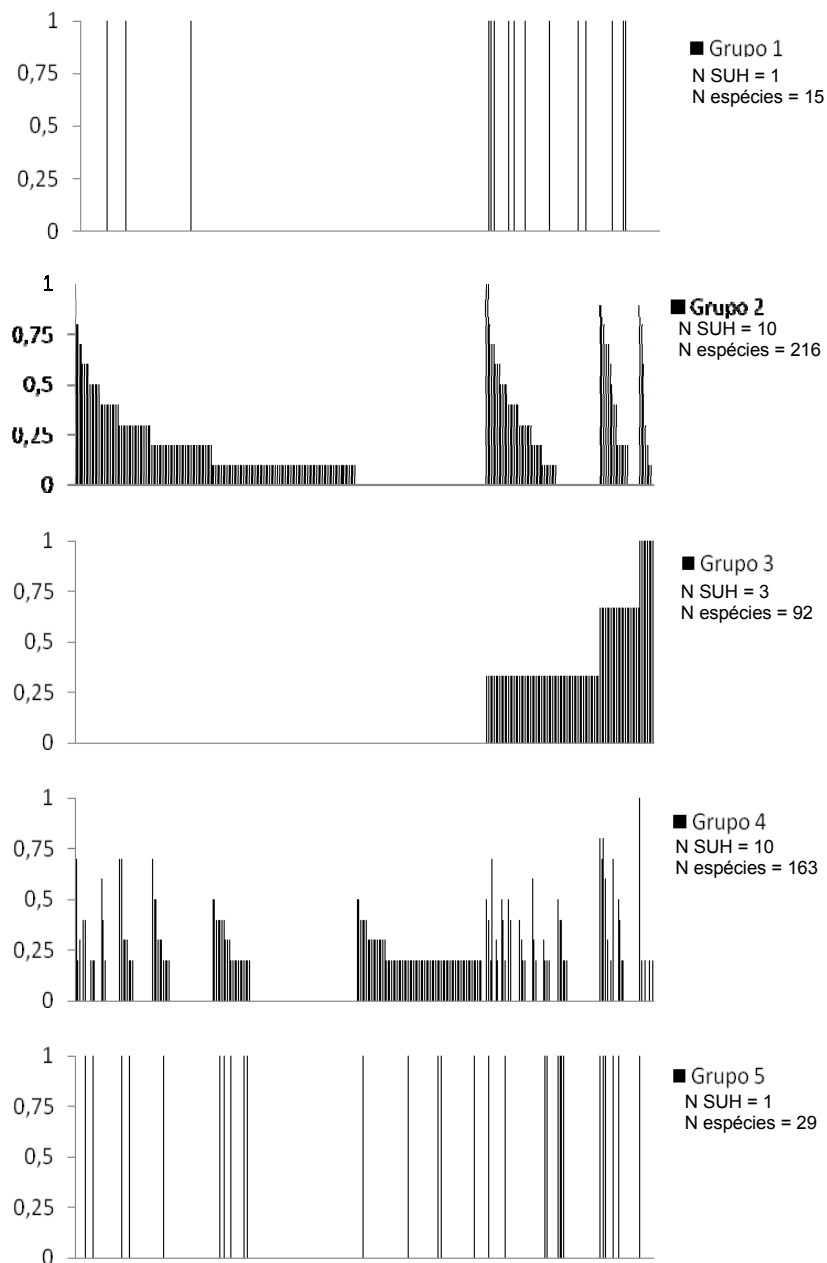 1
0,75
0,5
0,25
0
Grupo 1
N SUH = 1
N espécies = 15
1
0,75
0,5
0,25
0
Grupo 2
N SUH = 10
N espécies = 216
1
0,75
0,5
0,25
0
Grupo 3
N SUH = 3
N espécies = 92
1
0,75
0,5
0,25
0
Grupo 4
N SUH = 10
N espécies = 163
1
0,75
0,5
0,25
0
Grupo 5
N SUH = 1
N espécies = 29